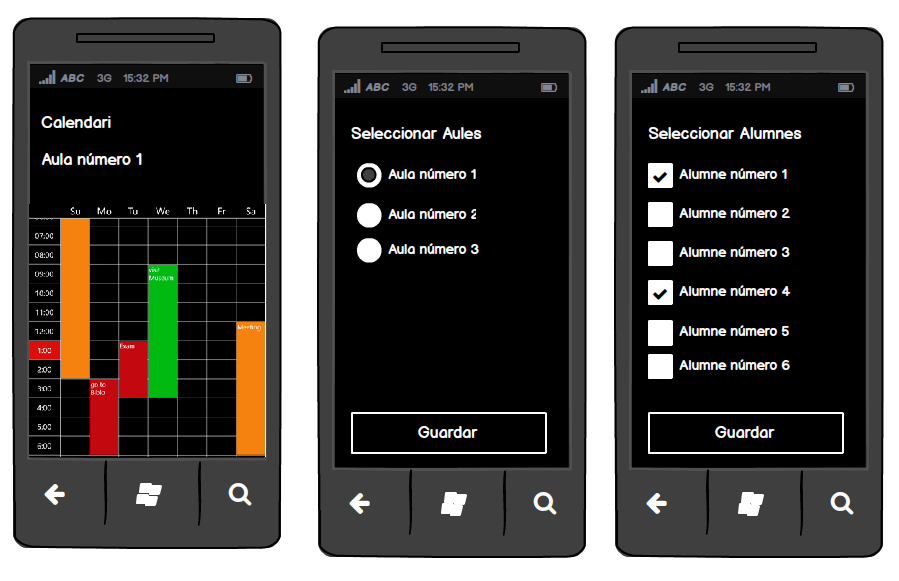 ABC 3G 15:32 PM
Calendari
Aula número 1
Su Mo Tu We Th Fr Sa
07:00
08:00
09:00
visit
Museum
10:00
11:00
12:00
Meeting
1:00
Exam
2:00
3:00
go to
Biblio
4:00
5:00
6:00
ABC 3G 15:32 PM
Seleccionar Aules
Aula número 1
Aula número 2
Aula número 3
Guardar
ABC 3G 15:32 PM
Seleccionar Alumnes
Alumne número 1
Alumne número 2
Alumne número 3
Alumne número 4
Alumne número 5
Alumne número 6
Guardar